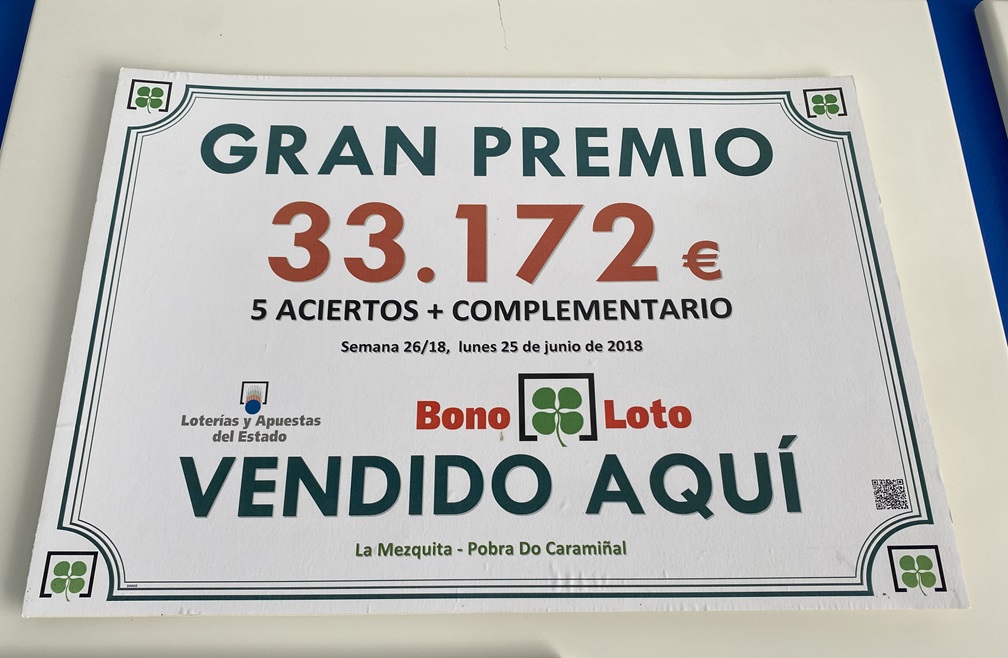 GRAN PREMIO
33.172 €
5 ACIERTOS + COMPLEMENTARIO
Semana 26/18, lunes 25 de junio de 2018
Loterías y Apuestas
del Estado
Bono Loto
VENDIDO AQUÍ
La Mezquita - Pobra Do Caramiñal